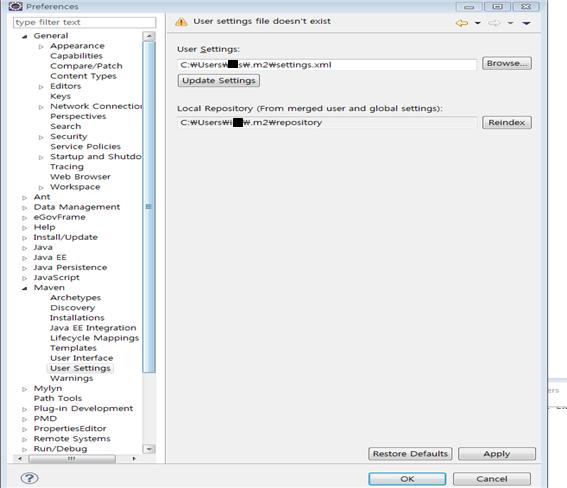 Preferences
type filter text
General
Appearance
Capabilities
Compare/Patch
Content Types
Editors
Keys
Network Connection
Perspectives
Search
Security
Service Policies
Startup and Shutdo
Tracing
Web Browser
Workspace
Ant
Data Management
eGovFrame
Help
Install/Update
Java
Java EE
Java Persistence
JavaScript
Maven
Archetypes
Discovery
Installations
Java EE Integration
Lifecycle Mappings
Templates
User Interface
User Settings
Warnings
Mylyn
Path Tools
Plug-in Development
PMD
PropertiesEditor
Remote Systems
Run/Debug
User settings file doesn't exist
User Settings:
C:₩Users₩ s₩.m2₩settings.xml
Browse...
Update Settings
Local Repository (From merged user and global settings):
C:₩Users₩i ₩.m2₩repository
Reindex
Restore Defaults
Apply
OK
Cancel
ers